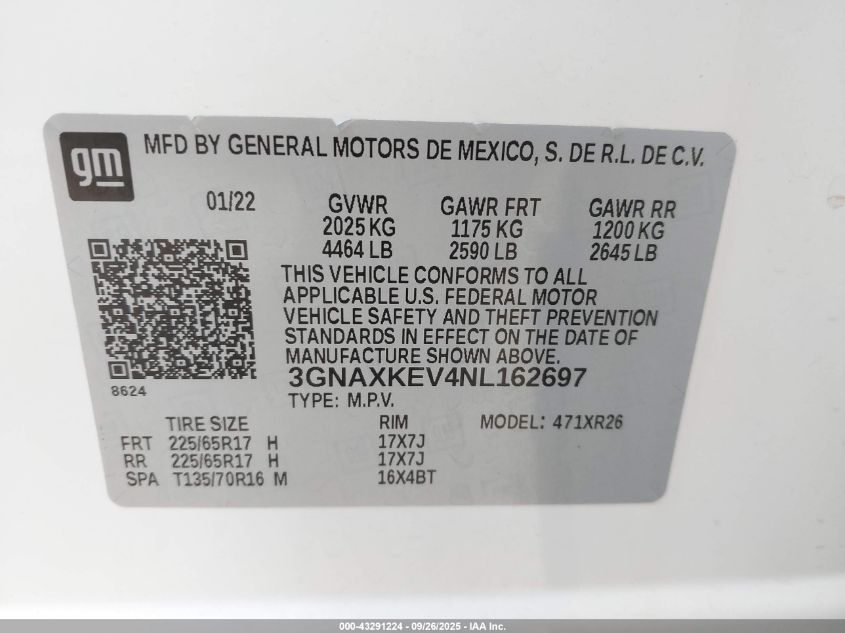 gm
MFD BY GENERAL MOTORS DE MEXICO, S. DE R.L. DE C.V.
01/22 GVWR GAWR FRT GAWR RR
2025 KG 1175 KG 1200 KG
4464 LB 2590 LB 2645 LB
THIS VEHICLE CONFORMS TO ALL
APPLICABLE U.S. FEDERAL MOTOR
VEHICLE SAFETY AND THEFT PREVENTION
STANDARDS IN EFFECT ON THE DATE OF
MANUFACTURE SHOWN ABOVE.
8624 3GNAXKEV4NL162697
TYPE: M.P.V.
TIRE SIZE RIM MODEL: 471XR26
FRT 225/65R17 H 17X7J
RR 225/65R17 H 17X7J
SPA T135/70R16 M 16X4BT
000-43291224 - 09/26/2025 - IAA Inc.